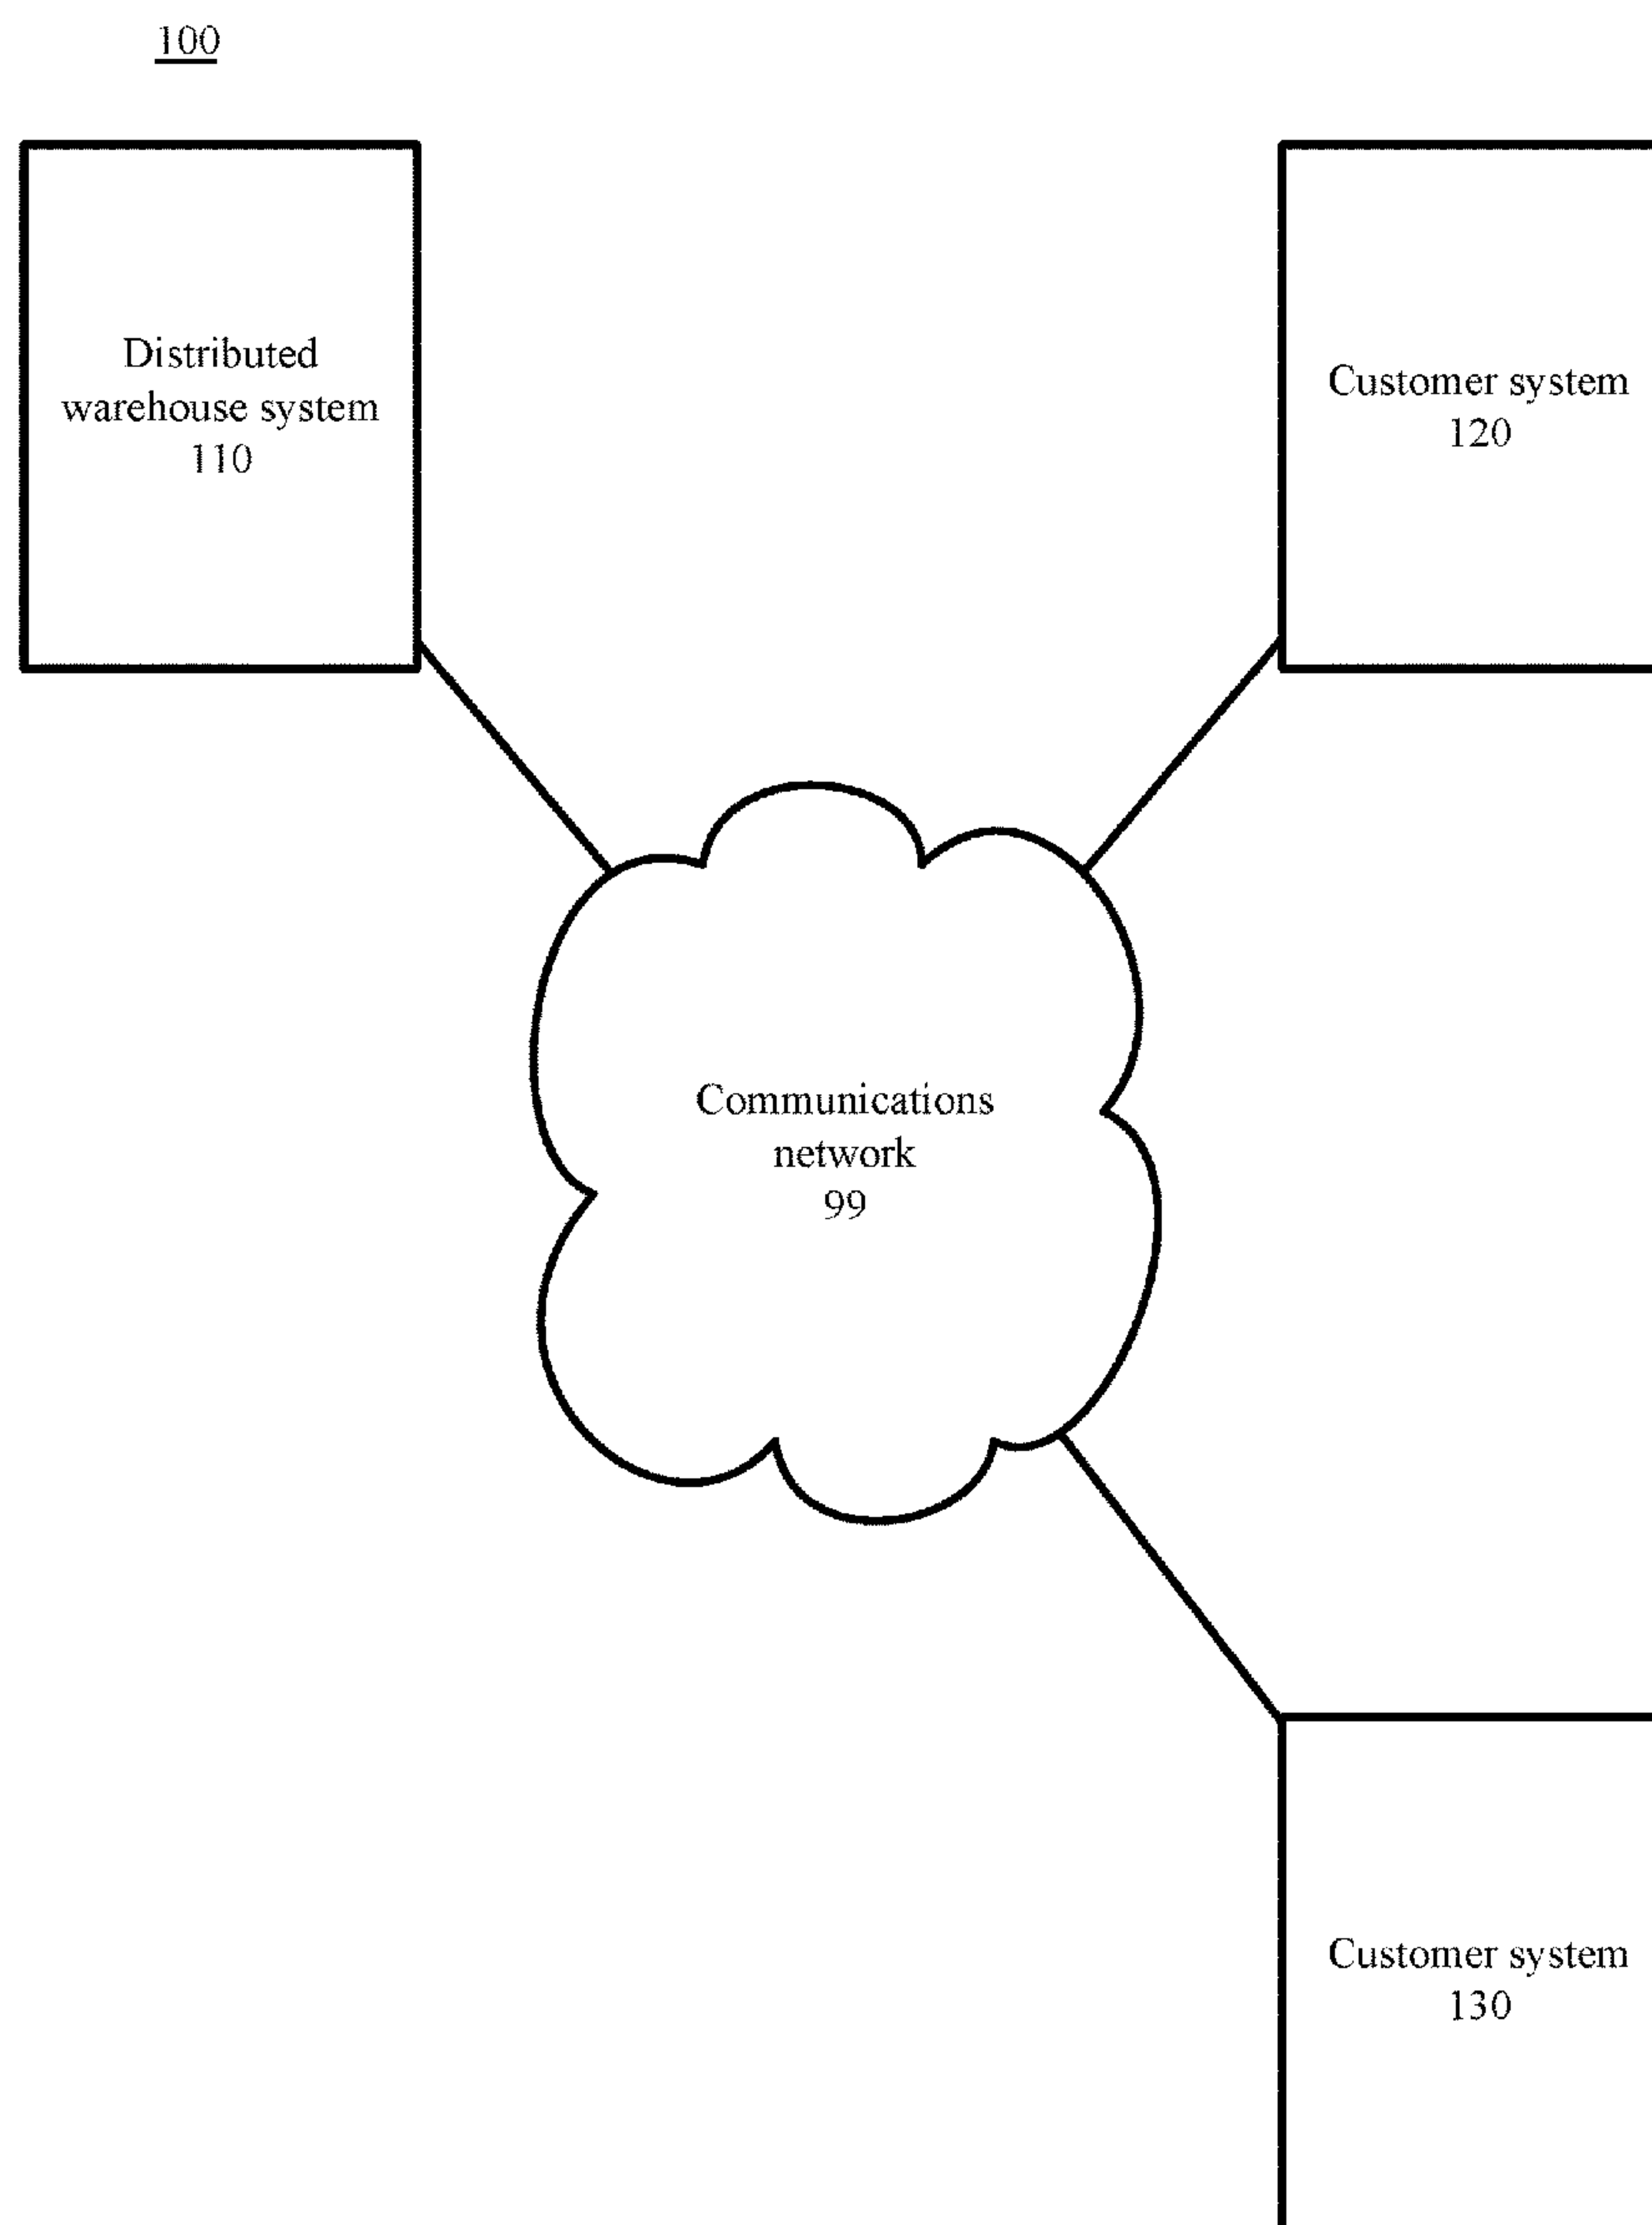 100
Distributed
warehouse system
110
Customer system
120
Communications
network
99
Customer system
130